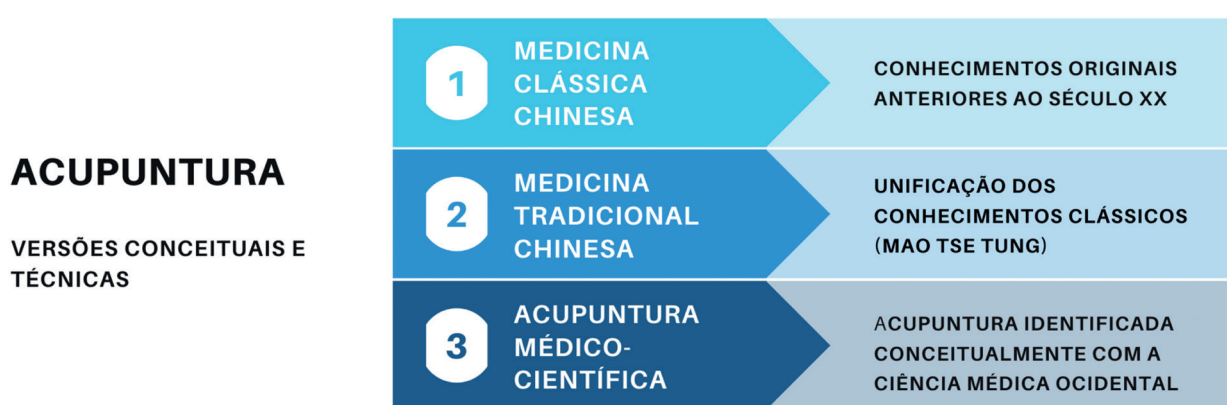 ACUPUNTURA
VERSÕES CONCEITUAIS E
TÉCNICAS
1
MEDICINA
CLÁSSICA
CHINESA
CONHECIMENTOS ORIGINAIS
ANTERIORES AO SÉCULO XX
2
MEDICINA
TRADICIONAL
CHINESA
UNIFICAÇÃO DOS
CONHECIMENTOS CLÁSSICOS
(MAO TSE TUNG)
3
ACUPUNTURA
MÉDICO-
CIENTÍFICA
ACUPUNTURA IDENTIFICADA
CONCEITUALMENTE COM A
CIÊNCIA MÉDICA OCIDENTAL